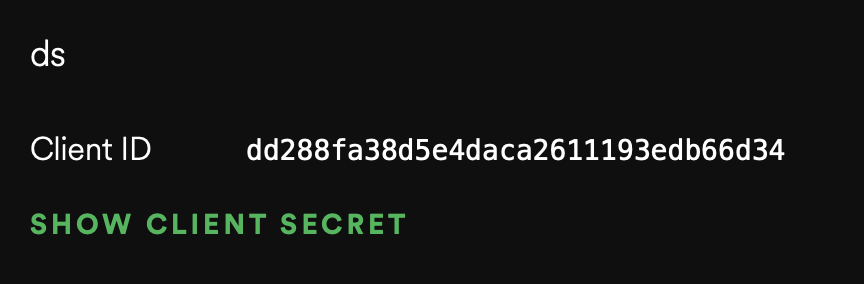 ds
Client ID dd288fa38d5e4daca2611193edb66d34
SHOW CLIENT SECRET